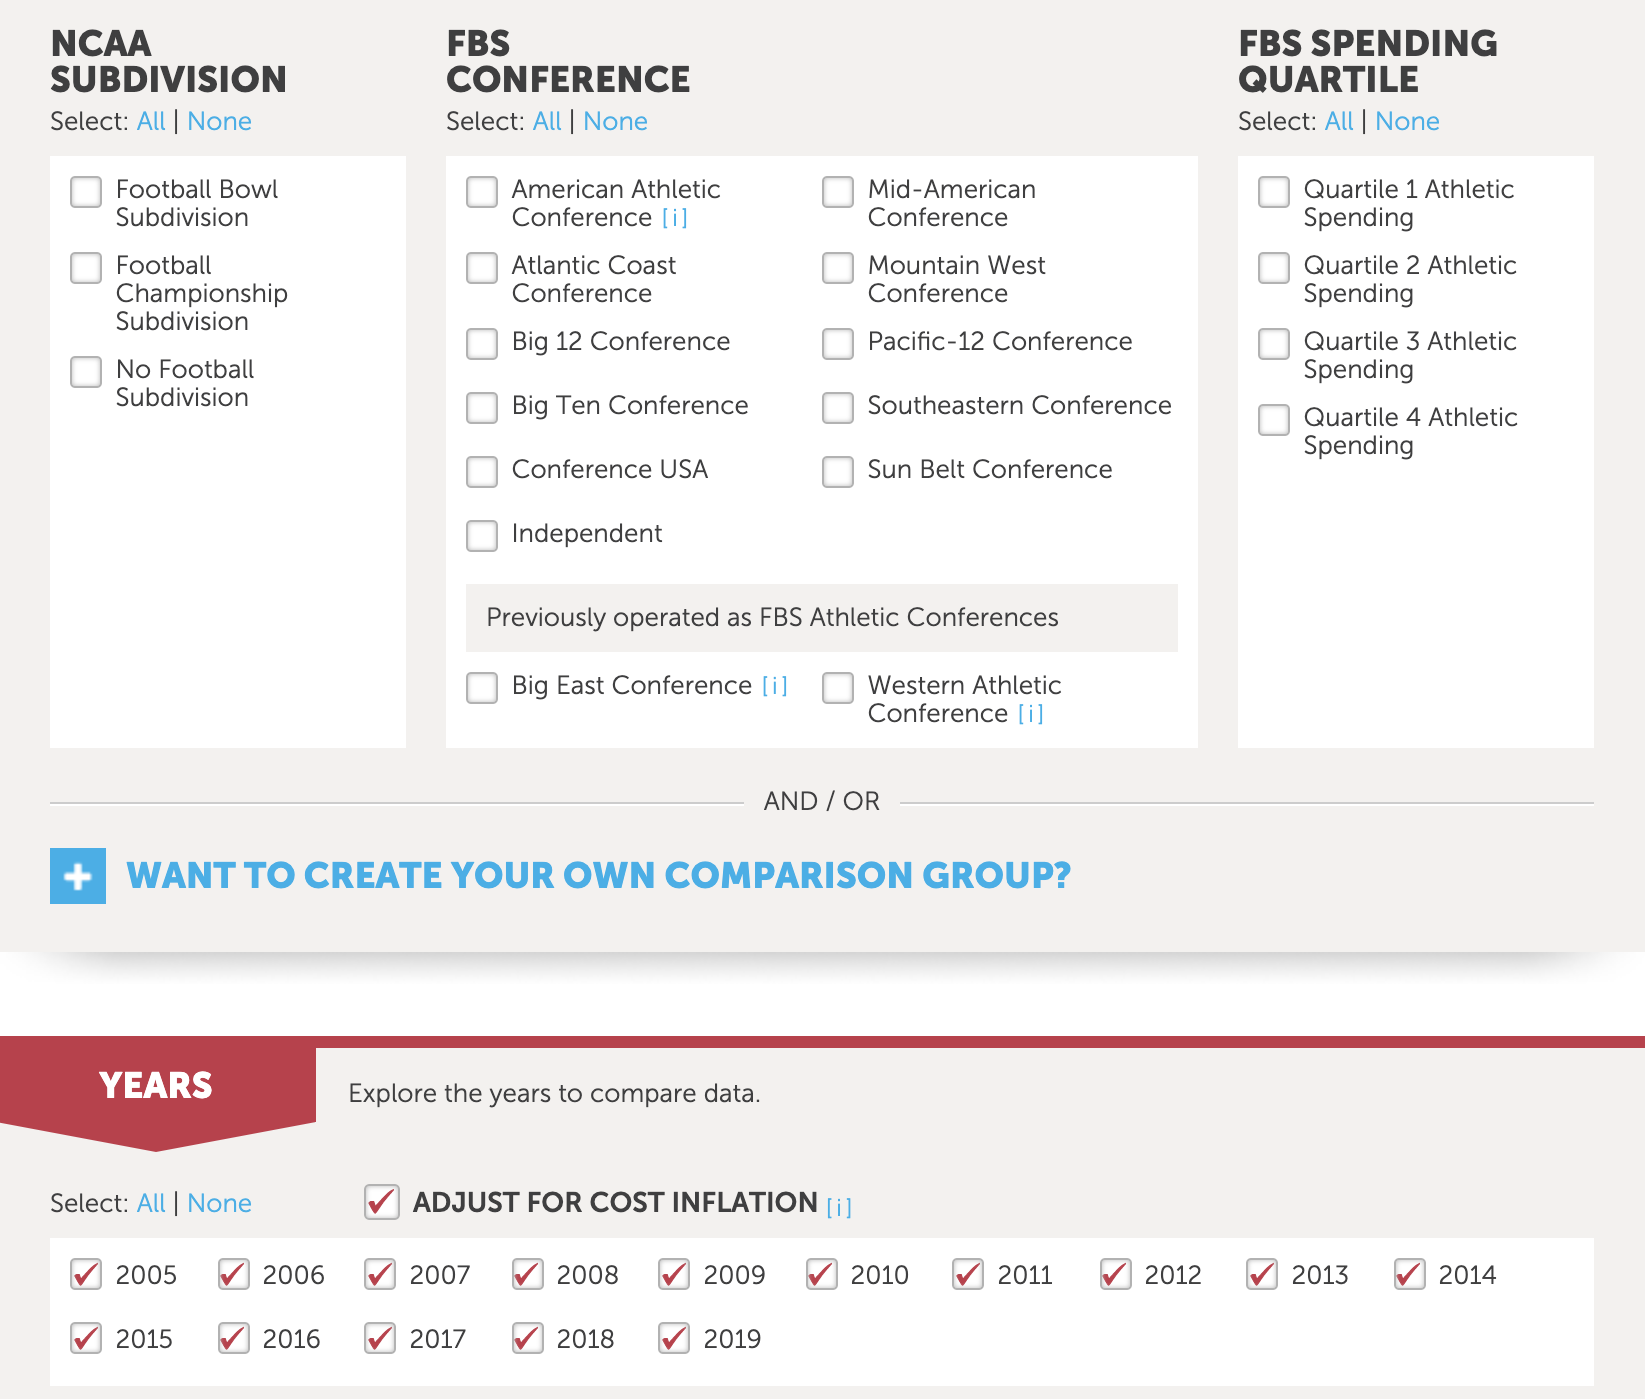 NCAA
SUBDIVISION
Select: All | None
Football Bowl
Subdivision
Football
Championship
Subdivision
No Football
Subdivision
FBS
CONFERENCE
Select: All | None
American Athletic
Conference [i]
Atlantic Coast
Conference
Big 12 Conference
Big Ten Conference
Conference USA
Independent
Mid-American
Conference
Mountain West
Conference
Pacific-12 Conference
Southeastern Conference
Sun Belt Conference
Previously operated as FBS Athletic Conferences
Big East Conference [i]
Western Athletic
Conference [i]
FBS SPENDING
QUARTILE
Select: All | None
Quartile 1 Athletic
Spending
Quartile 2 Athletic
Spending
Quartile 3 Athletic
Spending
Quartile 4 Athletic
Spending
AND / OR
WANT TO CREATE YOUR OWN COMPARISON GROUP?
YEARS
Explore the years to compare data.
Select: All | None
ADJUST FOR COST INFLATION [i]
2005 2006 2007 2008 2009 2010 2011 2012 2013 2014
2015 2016 2017 2018 2019